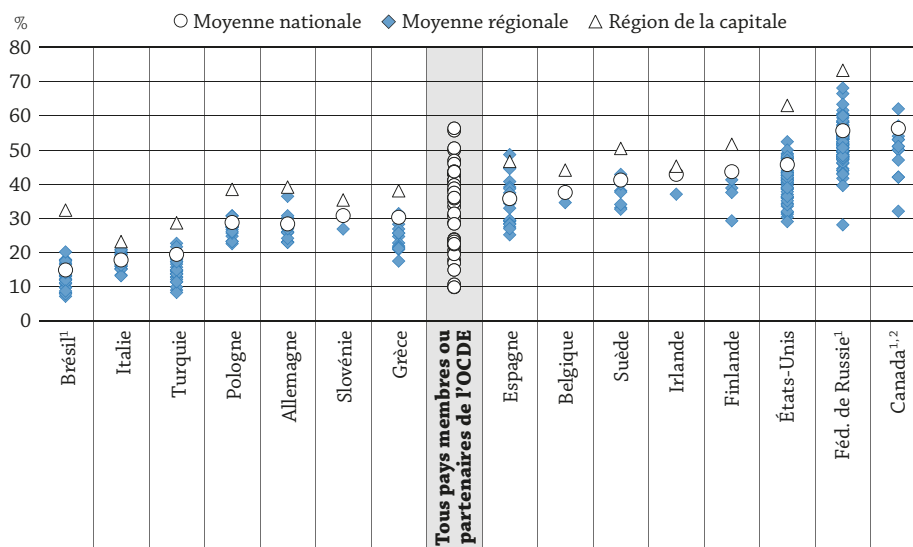 %
Moyenne nationale
Moyenne régionale
Région de la capitale
80
70
60
50
40
30
20
10
0
Brésil¹
Italie
Turquie
Pologne
Allemagne
Slovénie
Grèce
Tous pays membres ou
partenaires de l'OCDE
Espagne
Belgique
Suède
Irlande
Finlande
États-Unis
Féd. de Russie¹
Canada¹,²